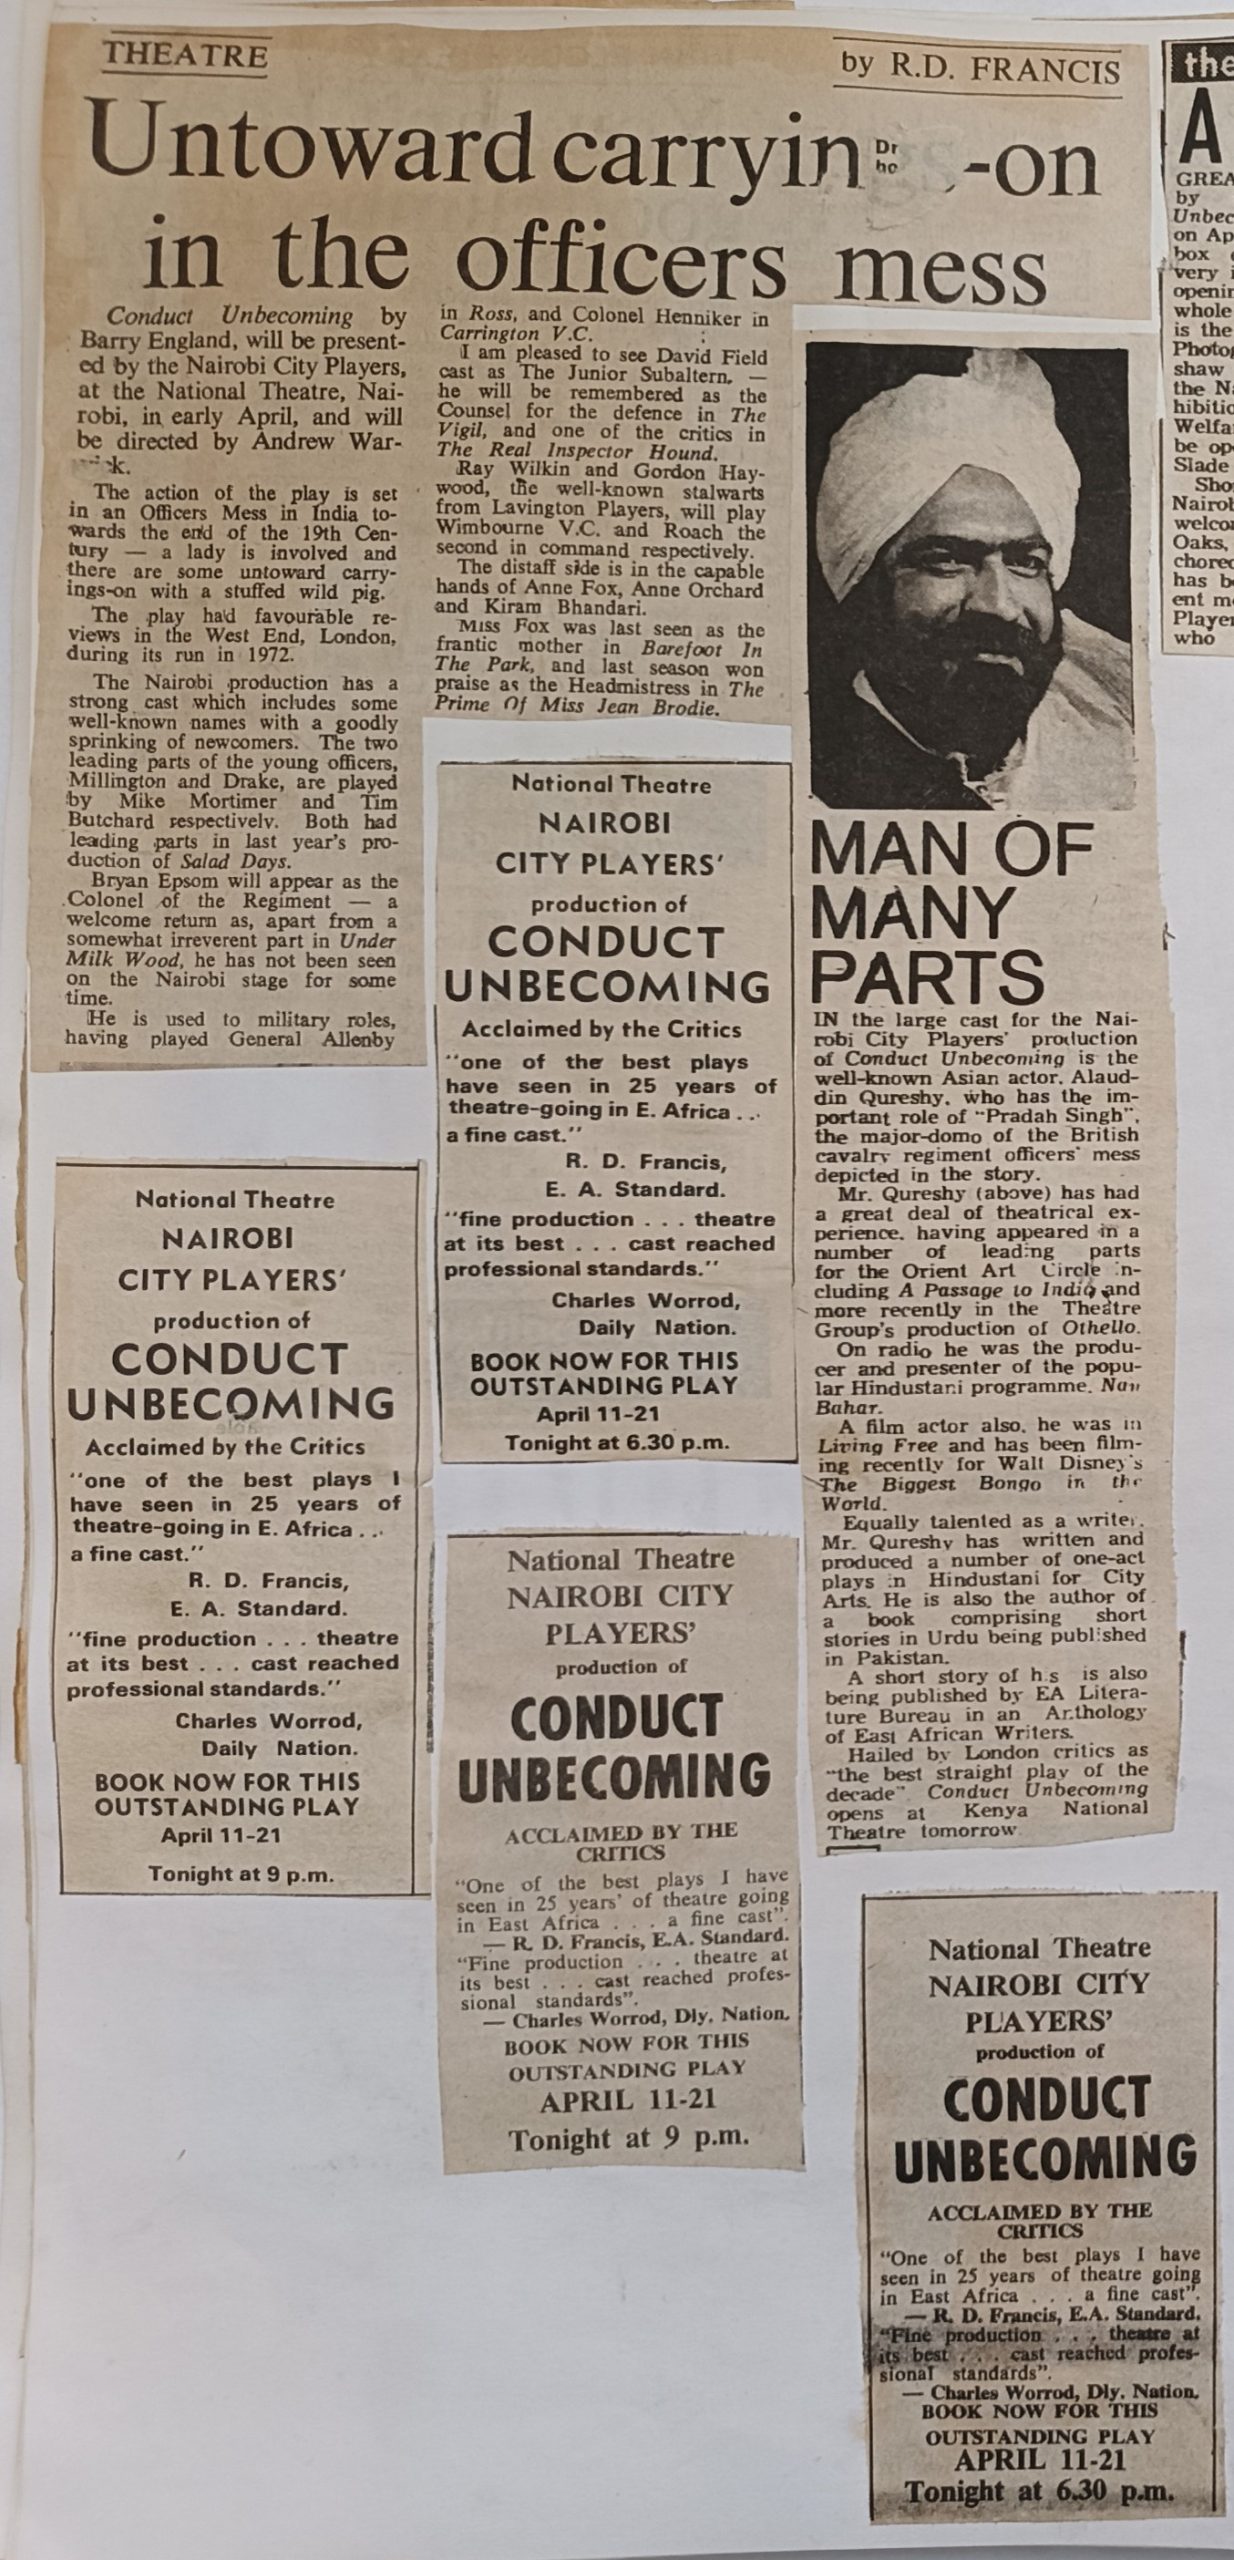 THEATRE
by R.D. FRANCIS
Untoward carryin -on
in the officers mess
Conduct Unbecoming by
Barry England, will be present-
ed by the Nairobi City Players,
at the National Theatre, Nai-
robi, in early April, and will
be directed by Andrew War-
k.
The action of the play is set
in an Officers Mess in India to-
wards the end of the 19th Cen-
tury — a lady is involved and
there are some untoward carry-
ings-on with a stuffed wild pig.
The play had favourable re-
views in the West End, London,
during its run in 1972.
The Nairobi production has a
strong cast which includes some
well-known names with a goodly
sprinking of newcomers. The two
leading parts of the young officers,
Millington and Drake, are played
by Mike Mortimer and Tim
Butchard respectively. Both had
leading parts in last year's pro-
duction of Salad Days.
Bryan Epsom will appear as the
Colonel of the Regiment — a
welcome return as, apart from a
somewhat irreverent part in Under
Milk Wood, he has not been seen
on the Nairobi stage for some
time.
He is used to military roles,
having played General Allenby
in Ross, and Colonel Henniker in
Carrington V.C.
I am pleased to see David Field
cast as The Junior Subaltern, —
he will be remembered as the
Counsel for the defence in The
Vigil, and one of the critics in
The Real Inspector Hound.
Ray Wilkin and Gordon Hay-
wood, the well-known stalwarts
from Lavington Players, will play
Wimbourne V.C. and Roach the
second in command respectively.
The distaff side is in the capable
hands of Anne Fox, Anne Orchard
and Kiram Bhandari.
Miss Fox was last seen as the
frantic mother in Barefoot In
The Park, and last season won
praise as the Headmistress in The
Prime Of Miss Jean Brodie.
MAN OF
MANY
PARTS
IN the large cast for the Nai-
robi City Players' production
of Conduct Unbecoming is the
well-known Asian actor, Alaud-
din Qureshy, who has the im-
portant role of "Pradah Singh",
the major-domo of the British
cavalry regiment officers' mess
depicted in the story.
Mr. Qureshy (above) has had
a great deal of theatrical ex-
perience, having appeared in a
number of leading parts
for the Orient Art Circle in-
cluding A Passage to India and
more recently in the Theatre
Group's production of Othello.
On radio he was the produ-
cer and presenter of the popu-
lar Hindustani programme, Nau
Bahar.
A film actor also, he was in
Living Free and has been film-
ing recently for Walt Disney's
The Biggest Bongo in the
World.
Equally talented as a writer,
Mr. Qureshy has written and
produced a number of one-act
plays in Hindustani for City
Arts. He is also the author of
a book comprising short
stories in Urdu being published
in Pakistan.
A short story of his is also
being published by EA Litera-
ture Bureau in an Anthology
of East African Writers.
Hailed by London critics as
"the best straight play of the
decade" Conduct Unbecoming
opens at Kenya National
Theatre tomorrow.
National Theatre
NAIROBI
CITY PLAYERS'
production of
CONDUCT
UNBECOMING
Acclaimed by the Critics
"one of the best plays
have seen in 25 years of
theatre-going in E. Africa . . .
a fine cast."
R. D. Francis,
E. A. Standard.
"fine production . . . theatre
at its best . . . cast reached
professional standards."
Charles Worrod,
Daily Nation.
BOOK NOW FOR THIS
OUTSTANDING PLAY
April 11-21
Tonight at 6.30 p.m.
National Theatre
NAIROBI
CITY PLAYERS'
production of
CONDUCT
UNBECOMING
Acclaimed by the Critics
"one of the best plays I
have seen in 25 years of
theatre-going in E. Africa . . .
a fine cast."
R. D. Francis,
E. A. Standard.
"fine production . . . theatre
at its best . . . cast reached
professional standards."
Charles Worrod,
Daily Nation.
BOOK NOW FOR THIS
OUTSTANDING PLAY
April 11-21
Tonight at 9 p.m.
National Theatre
NAIROBI CITY
PLAYERS'
production of
CONDUCT
UNBECOMING
ACCLAIMED BY THE
CRITICS
"One of the best plays I have
seen in 25 years' of theatre going
in East Africa . . . a fine cast".
— R. D. Francis, E.A. Standard.
"Fine production . . . theatre at
its best . . . cast reached profes-
sional standards".
— Charles Worrod, Dly. Nation.
BOOK NOW FOR THIS
OUTSTANDING PLAY
APRIL 11-21
Tonight at 9 p.m.
National Theatre
NAIROBI CITY
PLAYERS'
production of
CONDUCT
UNBECOMING
ACCLAIMED BY THE
CRITICS
"One of the best plays I have
seen in 25 years of theatre going
in East Africa . . . a fine cast".
— R. D. Francis, E.A. Standard.
"Fine production . . . theatre at
its best . . . cast reached profes-
sional standards".
— Charles Worrod, Dly. Nation.
BOOK NOW FOR THIS
OUTSTANDING PLAY
APRIL 11-21
Tonight at 6.30 p.m.
the
A
GREA
by
Unbec
on Ap
box
very i
openin
whole
is the
Photog
shaw
the Na
hibitio
Welfar
be op
Slade
Sho
Nairob
welcom
Oaks,
choreo
has b
ent m
Player
who